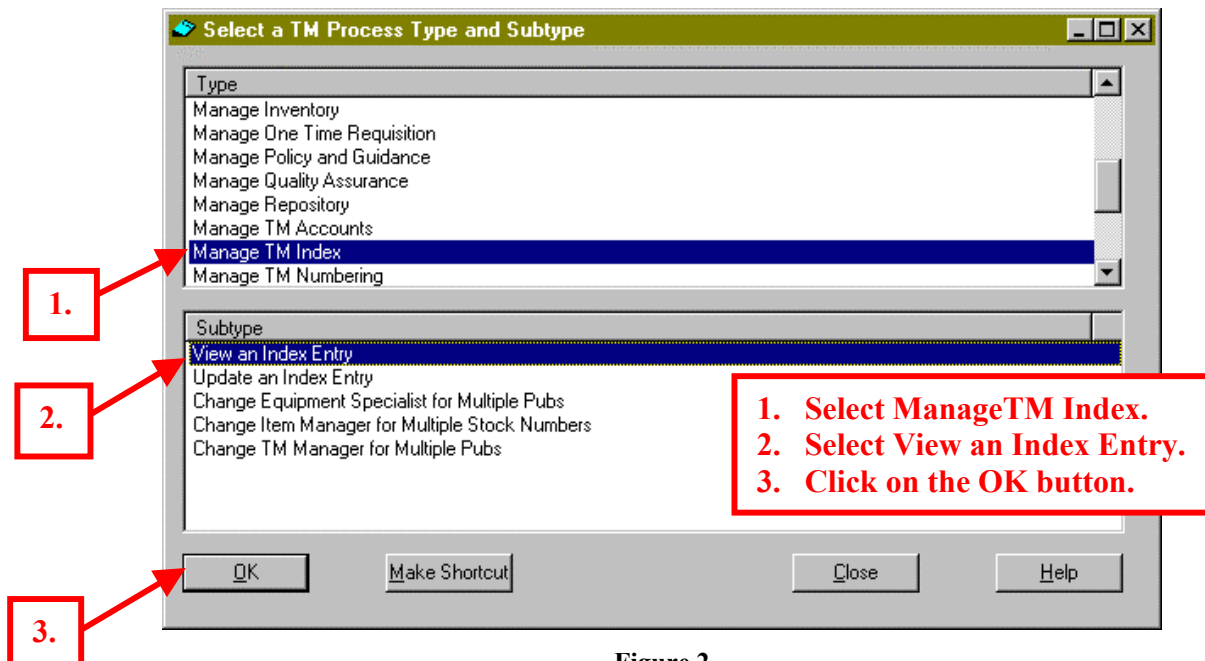 Select a TM Process Type and Subtype
Type
Manage Inventory
Manage One Time Requisition
Manage Policy and Guidance
Manage Quality Assurance
Manage Repository
Manage TM Accounts
Manage TM Index
Manage TM Numbering
1.
Subtype
View an Index Entry
Update an Index Entry
Change Equipment Specialist for Multiple Pubs
Change Item Manager for Multiple Stock Numbers
Change TM Manager for Multiple Pubs
2.
1. Select ManageTM Index.
2. Select View an Index Entry.
3. Click on the OK button.
OK Make Shortcut Close Help
3.
Figure 2